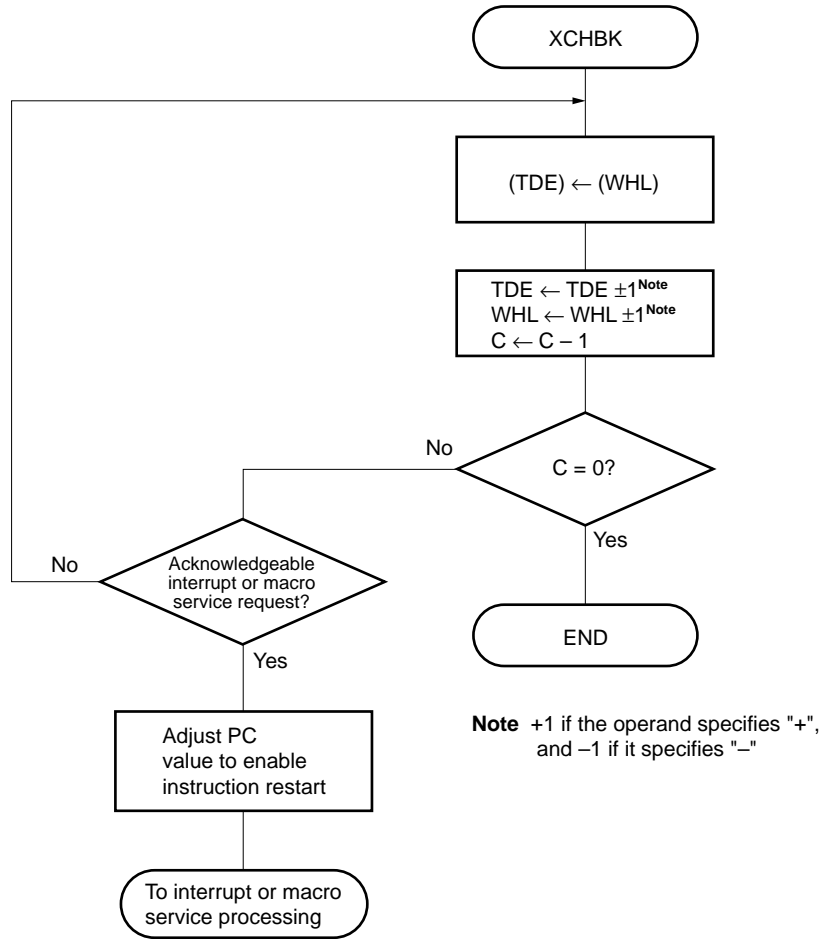 XCHBK
(TDE) ← (WHL)
TDE ← TDE ±1Note
WHL ← WHL ±1Note
C ← C – 1
C = 0?
No
Yes
END
Acknowledgeable
interrupt or macro
service request?
No
Yes
Adjust PC
value to enable
instruction restart
To interrupt or macro
service processing
Note +1 if the operand specifies "+",
and –1 if it specifies "–"